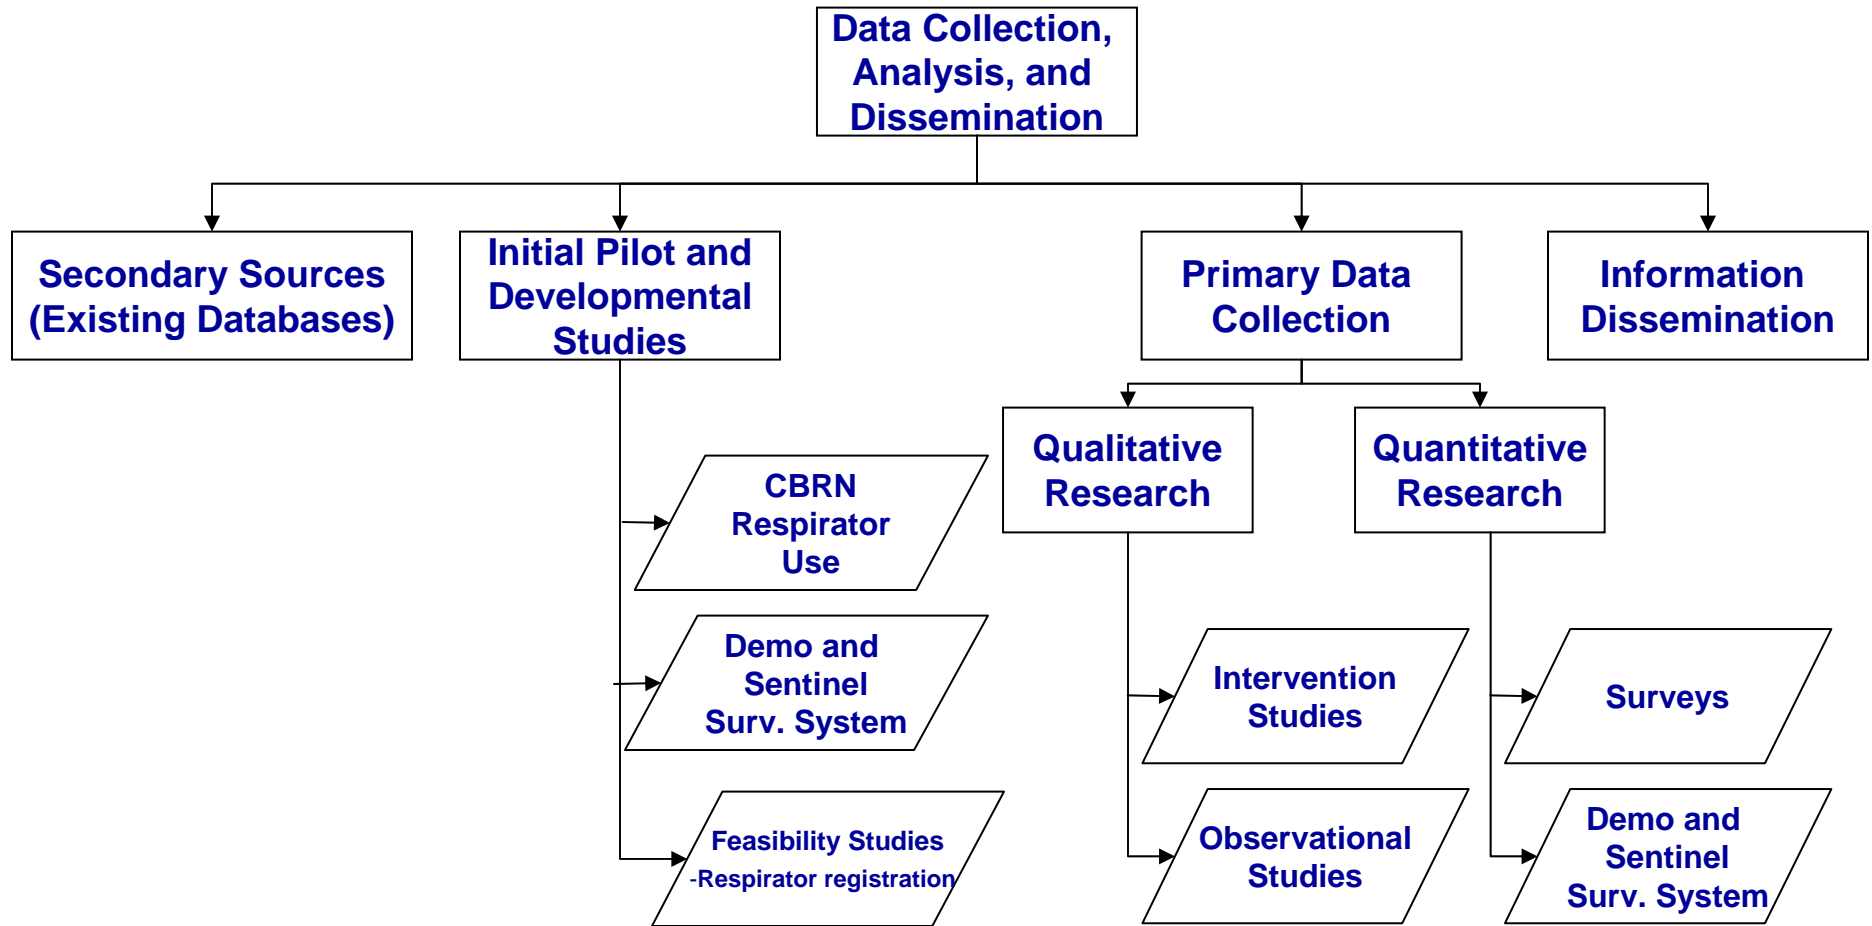 Data Collection,
Analysis, and
Dissemination
Secondary Sources
(Existing Databases)
Initial Pilot and
Developmental
Studies
Primary Data
Collection
Information
Dissemination
Qualitative
Research
Quantitative
Research
CBRN
Respirator
Use
Demo and
Sentinel
Surv. System
Feasibility Studies
-Respirator registration
Intervention
Studies
Observational
Studies
Surveys
Demo and
Sentinel
Surv. System